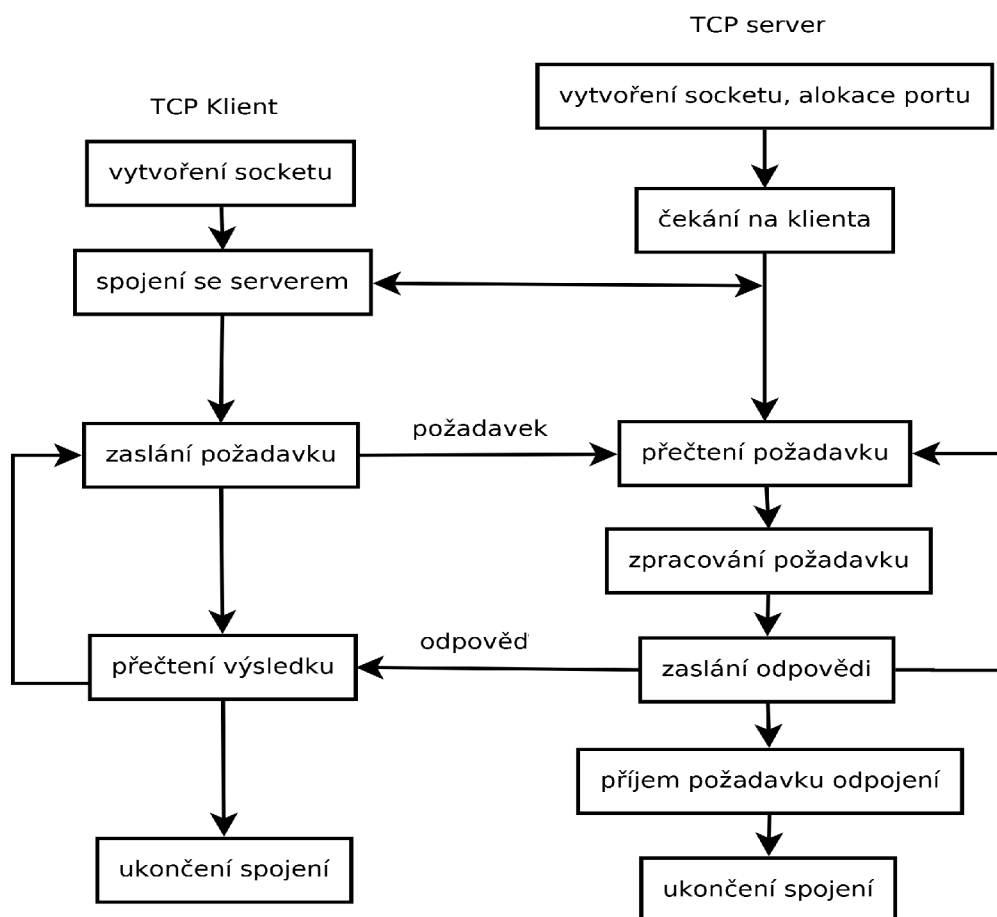 TCP server
vytvoření socketu, alokace portu
TCP Klient
vytvoření socketu
čekání na klienta
spojení se serverem
požadavek
zaslání požadavku
přečtení požadavku
zpracování požadavku
odpověď
přečtení výsledku
zaslání odpovědi
příjem požadavku odpojení
ukončení spojení
ukončení spojení